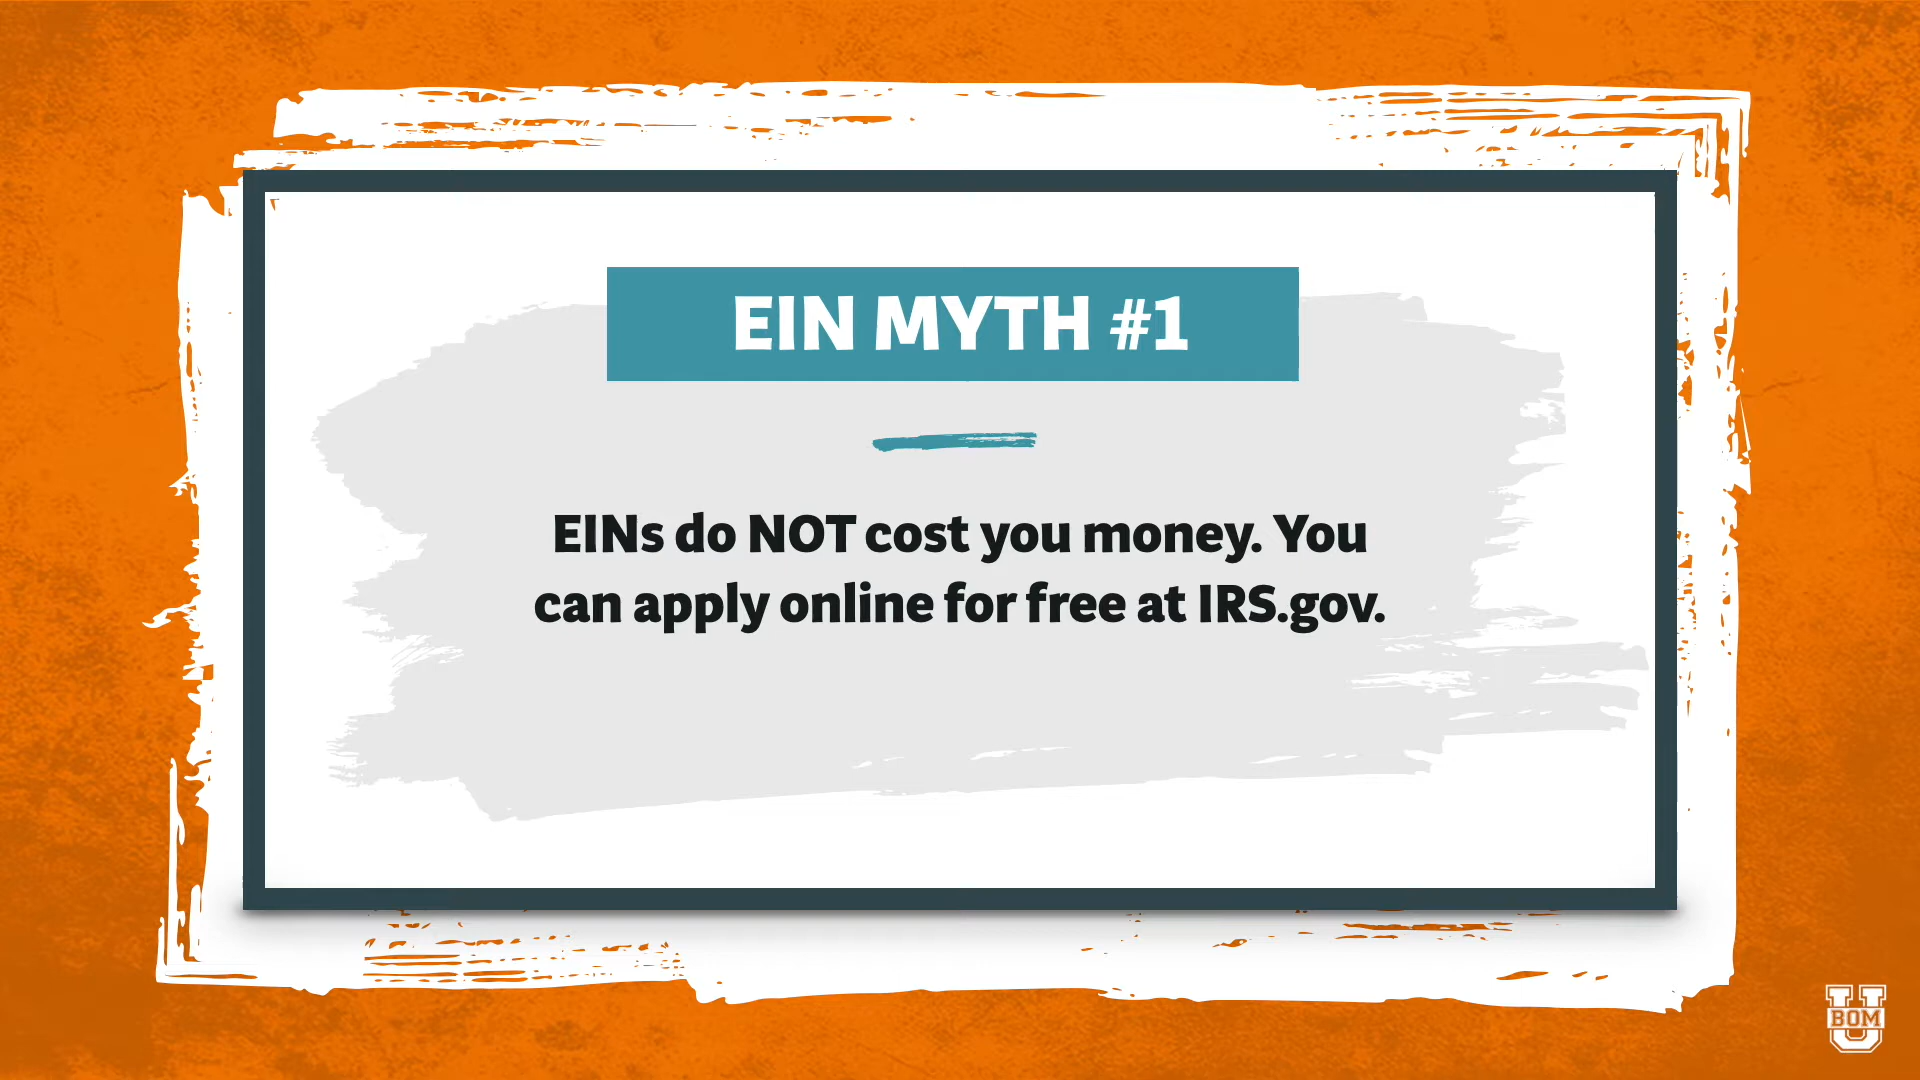 EIN MYTH #1
EINs do NOT cost you money. You
can apply online for free at IRS.gov.
U
BOM